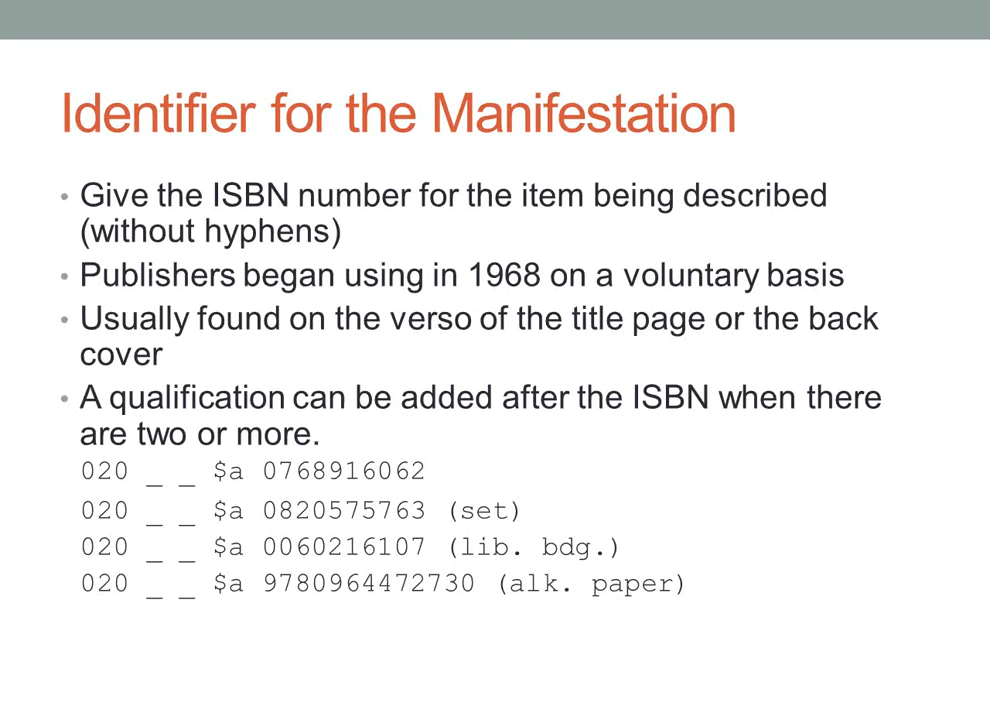 Identifier for the Manifestation
• Give the ISBN number for the item being described
(without hyphens)
• Publishers began using in 1968 on a voluntary basis
• Usually found on the verso of the title page or the back
cover
• A qualification can be added after the ISBN when there
are two or more.
020 _ _ $a 0768916062
020 _ _ $a 0820575763 (set)
020 _ _ $a 0060216107 (lib. bdg.)
020 _ _ $a 9780964472730 (alk. paper)